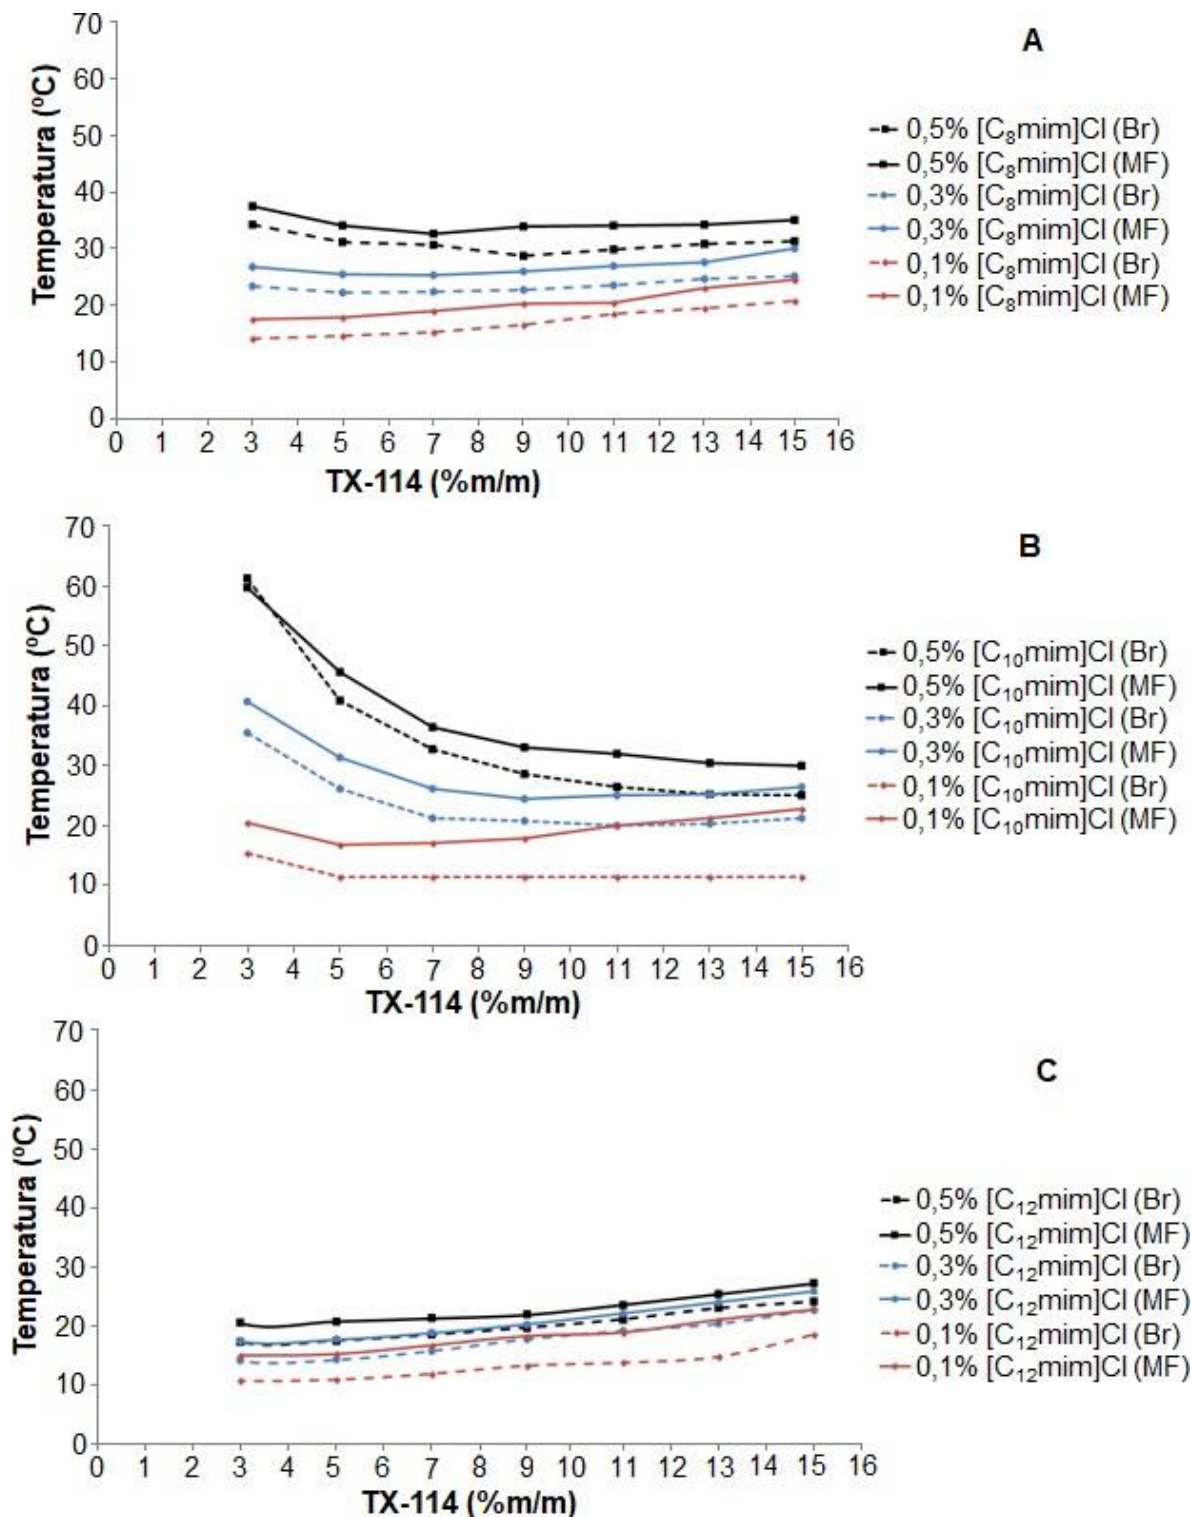 A
Temperatura (ºC)
70
60
50
40
30
20
10
0
0 1 2 3 4 5 6 7 8 9 10 11 12 13 14 15 16
TX-114 (%m/m)
0,5% [C₈mim]Cl (Br)
0,5% [C₈mim]Cl (MF)
0,3% [C₈mim]Cl (Br)
0,3% [C₈mim]Cl (MF)
0,1% [C₈mim]Cl (Br)
0,1% [C₈mim]Cl (MF)
B
Temperatura (ºC)
70
60
50
40
30
20
10
0
0 1 2 3 4 5 6 7 8 9 10 11 12 13 14 15 16
TX-114 (%m/m)
0,5% [C₁₀mim]Cl (Br)
0,5% [C₁₀mim]Cl (MF)
0,3% [C₁₀mim]Cl (Br)
0,3% [C₁₀mim]Cl (MF)
0,1% [C₁₀mim]Cl (Br)
0,1% [C₁₀mim]Cl (MF)
C
Temperatura (ºC)
70
60
50
40
30
20
10
0
0 1 2 3 4 5 6 7 8 9 10 11 12 13 14 15 16
TX-114 (%m/m)
0,5% [C₁₂mim]Cl (Br)
0,5% [C₁₂mim]Cl (MF)
0,3% [C₁₂mim]Cl (Br)
0,3% [C₁₂mim]Cl (MF)
0,1% [C₁₂mim]Cl (Br)
0,1% [C₁₂mim]Cl (MF)